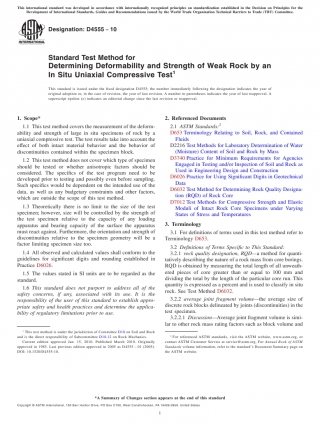 This international standard was developed in accordance with internationally recognized principles on standardization established in the Decision on Principles for the
Development of International Standards, Guides and Recommendations issued by the World Trade Organization Technical Barriers to Trade (TBT) Committee.
Designation: D4555 − 10
Standard Test Method for
Determining Deformability and Strength of Weak Rock by an
In Situ Uniaxial Compressive Test1
This standard is issued under the fixed designation D4555; the number immediately following the designation indicates the year of
original adoption or, in the case of revision, the year of last revision. A number in parentheses indicates the year of last reapproval. A
superscript epsilon (ε) indicates an editorial change since the last revision or reapproval.
1. Scope*
1.1 This test method covers the measurement of the deform-
ability and strength of large in situ specimens of rock by a
uniaxial compressive test. The test results take into account the
effect of both intact material and the behavior of
discontinuities contained within the specimen block.
1.2 This test method does not cover which type of specimen
should be tested or whether anisotropic factors should be
considered. The specifics of the test program need to be
developed prior to testing and possibly even before sampling.
Such specifics would be dependent on the intended use of the
data, as well as any budgetary constraints and other factors,
which are outside the scope of this test method.
1.3 Theoretically there is no limit to the size of the test
specimen; however, size will be controlled by the strength of
the test specimen relative to the capacity of any loading
apparatus and bearing capacity of the surface the apparatus
must react against. Furthermore, the orientation and strength of
discontinuities relative to the specimen geometry will be a
factor limiting specimen size too.
1.4 All observed and calculated values shall conform to the
guidelines for significant digits and rounding established in
Practice D6026.
1.5 The values stated in SI units are to be regarded as the
standard.
1.6 This standard does not purport to address all of the
safety concerns, if any, associated with its use. It is the
responsibility of the user of this standard to establish appro-
priate safety and health practices and determine the applica-
bility of regulatory limitations prior to use.
1 This test method is under the jurisdiction of Committee D18 on Soil and Rock
and is the direct responsibility of Subcommittee D18.12 on Rock Mechanics.
Current edition approved Jan. 15, 2010. Published March 2010. Originally
approved in 1985. Last previous edition approved in 2005 as D4555 – 01 (2005).
DOI: 10.1520/D4555-10.
2. Referenced Documents
2.1 ASTM Standards:2
D653 Terminology Relating to Soil, Rock, and Contained
Fluids
D2216 Test Methods for Laboratory Determination of Water
(Moisture) Content of Soil and Rock by Mass
D3740 Practice for Minimum Requirements for Agencies
Engaged in Testing and/or Inspection of Soil and Rock as
Used in Engineering Design and Construction
D6026 Practice for Using Significant Digits in Geotechnical
Data
D6032 Test Method for Determining Rock Quality Designa-
tion (RQD) of Rock Core
D7012 Test Methods for Compressive Strength and Elastic
Moduli of Intact Rock Core Specimens under Varying
States of Stress and Temperatures
3. Terminology
3.1 For definitions of terms used in this test method refer to
Terminology D653.
3.2 Definitions of Terms Specific to This Standard:
3.2.1 rock quality designation, RQD—a method for quanti-
tatively describing the nature of a rock mass from core borings.
RQD is obtained by measuring the total length of all unweath-
ered pieces of core greater than or equal to 100 mm and
dividing the total by the length of the particular core run. This
quantity is expressed as a percent and is used to classify in situ
rock. See Test Method D6032.
3.2.2 average joint fragment volume—the average size of
discrete rock blocks delineated by joints (discontinuities) in the
test specimen.
3.2.2.1 Discussion—Average joint fragment volume is simi-
lar to other rock mass rating factors such as block volume and
2 For referenced ASTM standards, visit the ASTM website, www.astm.org, or
contact ASTM Customer Service at service@astm.org. For Annual Book of ASTM
Standards volume information, refer to the standard's Document Summary page on
the ASTM website.
*A Summary of Changes section appears at the end of this standard
Copyright © ASTM International, 100 Barr Harbor Drive, PO Box C700, West Conshohocken, PA 19428-2959. United States
1